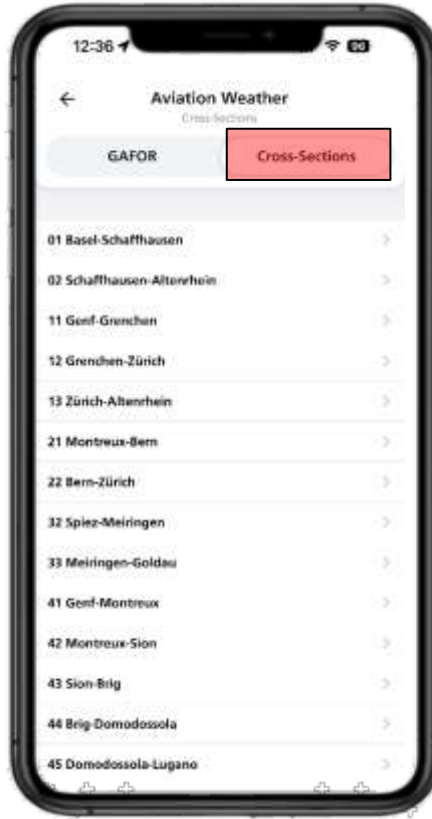 12:36
Aviation Weather
Cross-Sections
GAFOR
Cross-Sections
01 Basel-Schaffhausen
02 Schaffhausen-Altenrhein
11 Genf-Grenchen
12 Grenchen-Zürich
13 Zürich-Altenrhein
21 Montreux-Bern
22 Bern-Zürich
32 Spiez-Meiringen
33 Meiringen-Goldau
41 Genf-Montreux
42 Montreux-Sion
43 Sion-Brig
44 Brig-Domodossola
45 Domodossola-Lugano